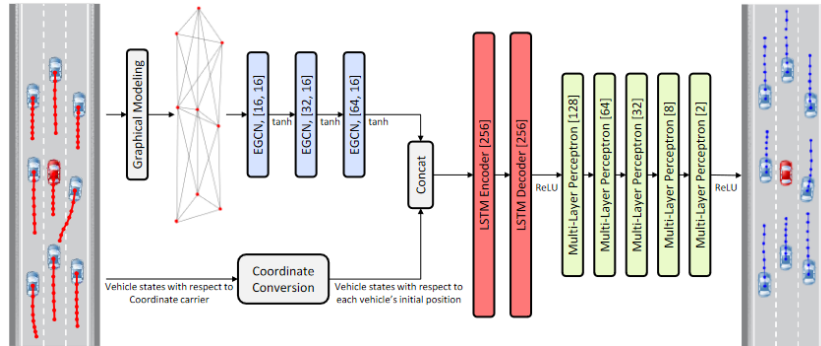 Graphical Modeling
EGCN, [16, 16]
tanh
EGCN, [32, 16]
tanh
EGCN, [64, 16]
tanh
Vehicle states with respect to
Coordinate carrier
Coordinate
Conversion
Vehicle states with respect to
each vehicle's initial position
Concat
LSTM Encoder [256]
LSTM Decoder [256]
ReLU
Multi-Layer Perceptron [128]
Multi-Layer Perceptron [64]
Multi-Layer Perceptron [32]
Multi-Layer Perceptron [8]
Multi-Layer Perceptron [2]
ReLU